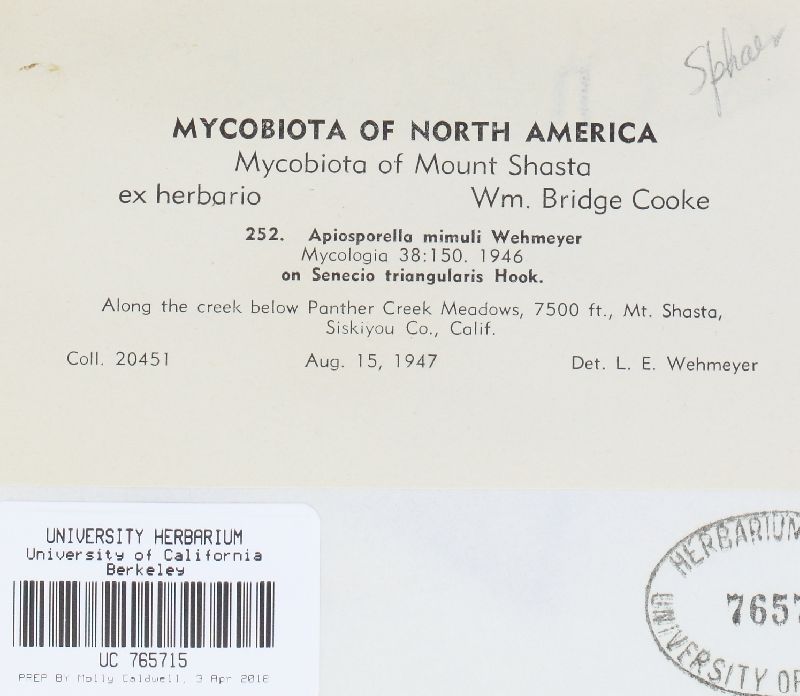 Sphaer
MYCOBIOTA OF NORTH AMERICA
Mycobiota of Mount Shasta
ex herbario Wm. Bridge Cooke
252. Apiosporella mimuli Wehmeyer
Mycologia 38:150. 1946
on Senecio triangularis Hook.
Along the creek below Panther Creek Meadows, 7500 ft., Mt. Shasta,
Siskiyou Co., Calif.
Coll. 20451 Aug. 15, 1947 Det. L. E. Wehmeyer
UNIVERSITY HERBARIUM
University of California
Berkeley
UC 765715
PREP BY Molly Caldwell, 3 Apr 2018
HERBARIUM
7657
UNIVERSITY OF